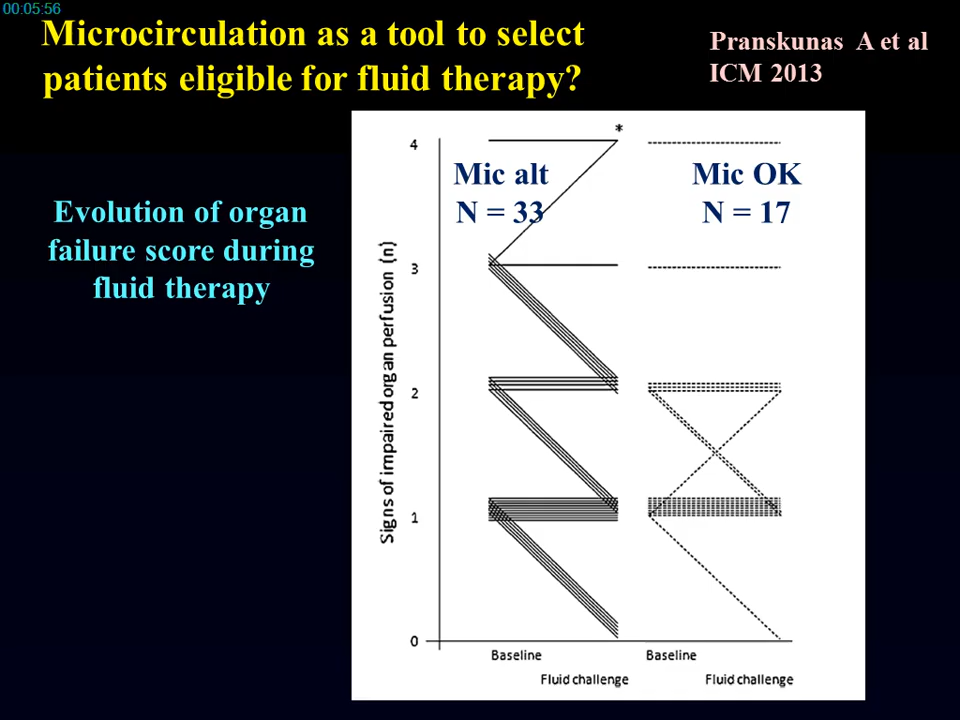 00:05:56
Microcirculation as a tool to select
patients eligible for fluid therapy?
Pranskunas A et al
ICM 2013
Evolution of organ
failure score during
fluid therapy
Signs of impaired organ perfusion (n)
4
3
2
1
0
*
Mic alt
N = 33
Mic OK
N = 17
Baseline
Fluid challenge
Baseline
Fluid challenge